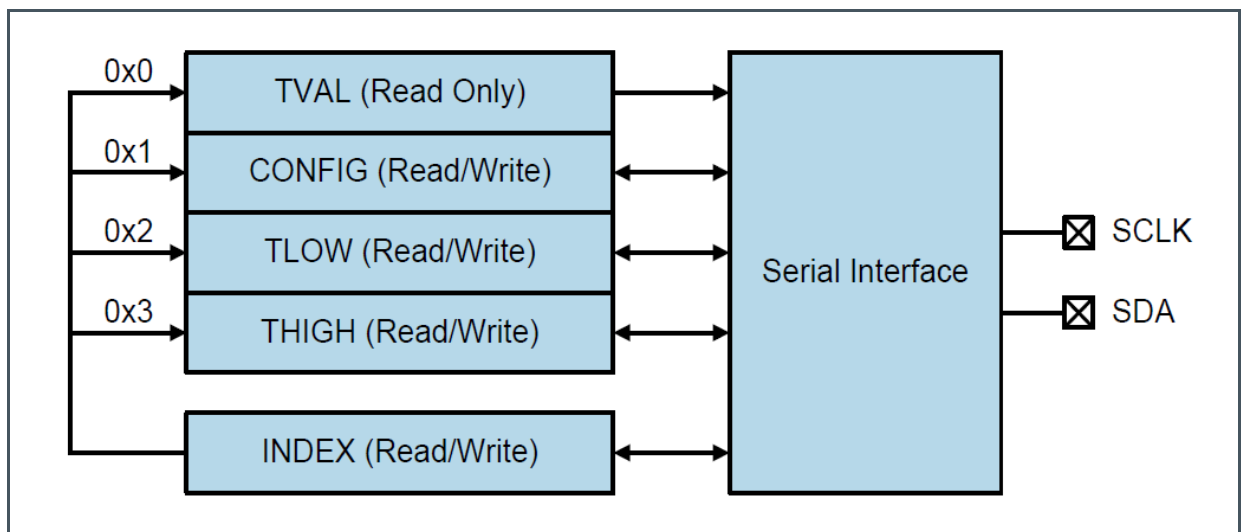 0x0
TVAL (Read Only)
0x1
CONFIG (Read/Write)
0x2
TLOW (Read/Write)
0x3
THIGH (Read/Write)
INDEX (Read/Write)
Serial Interface
SCLK
SDA